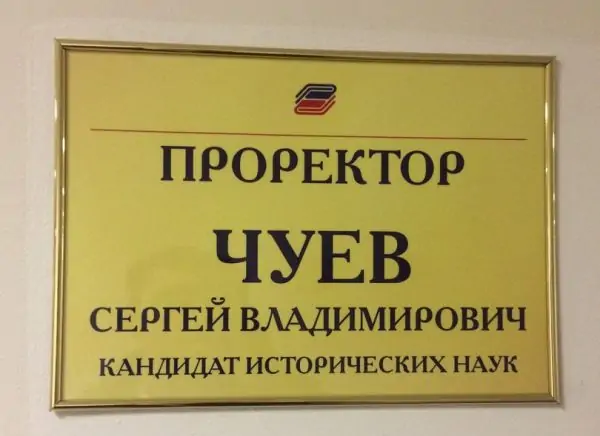 ПРОРЕКТОР
ЧУЕВ
СЕРГЕЙ ВЛАДИМИРОВИЧ
КАНДИДАТ ИСТОРИЧЕСКИХ НАУК